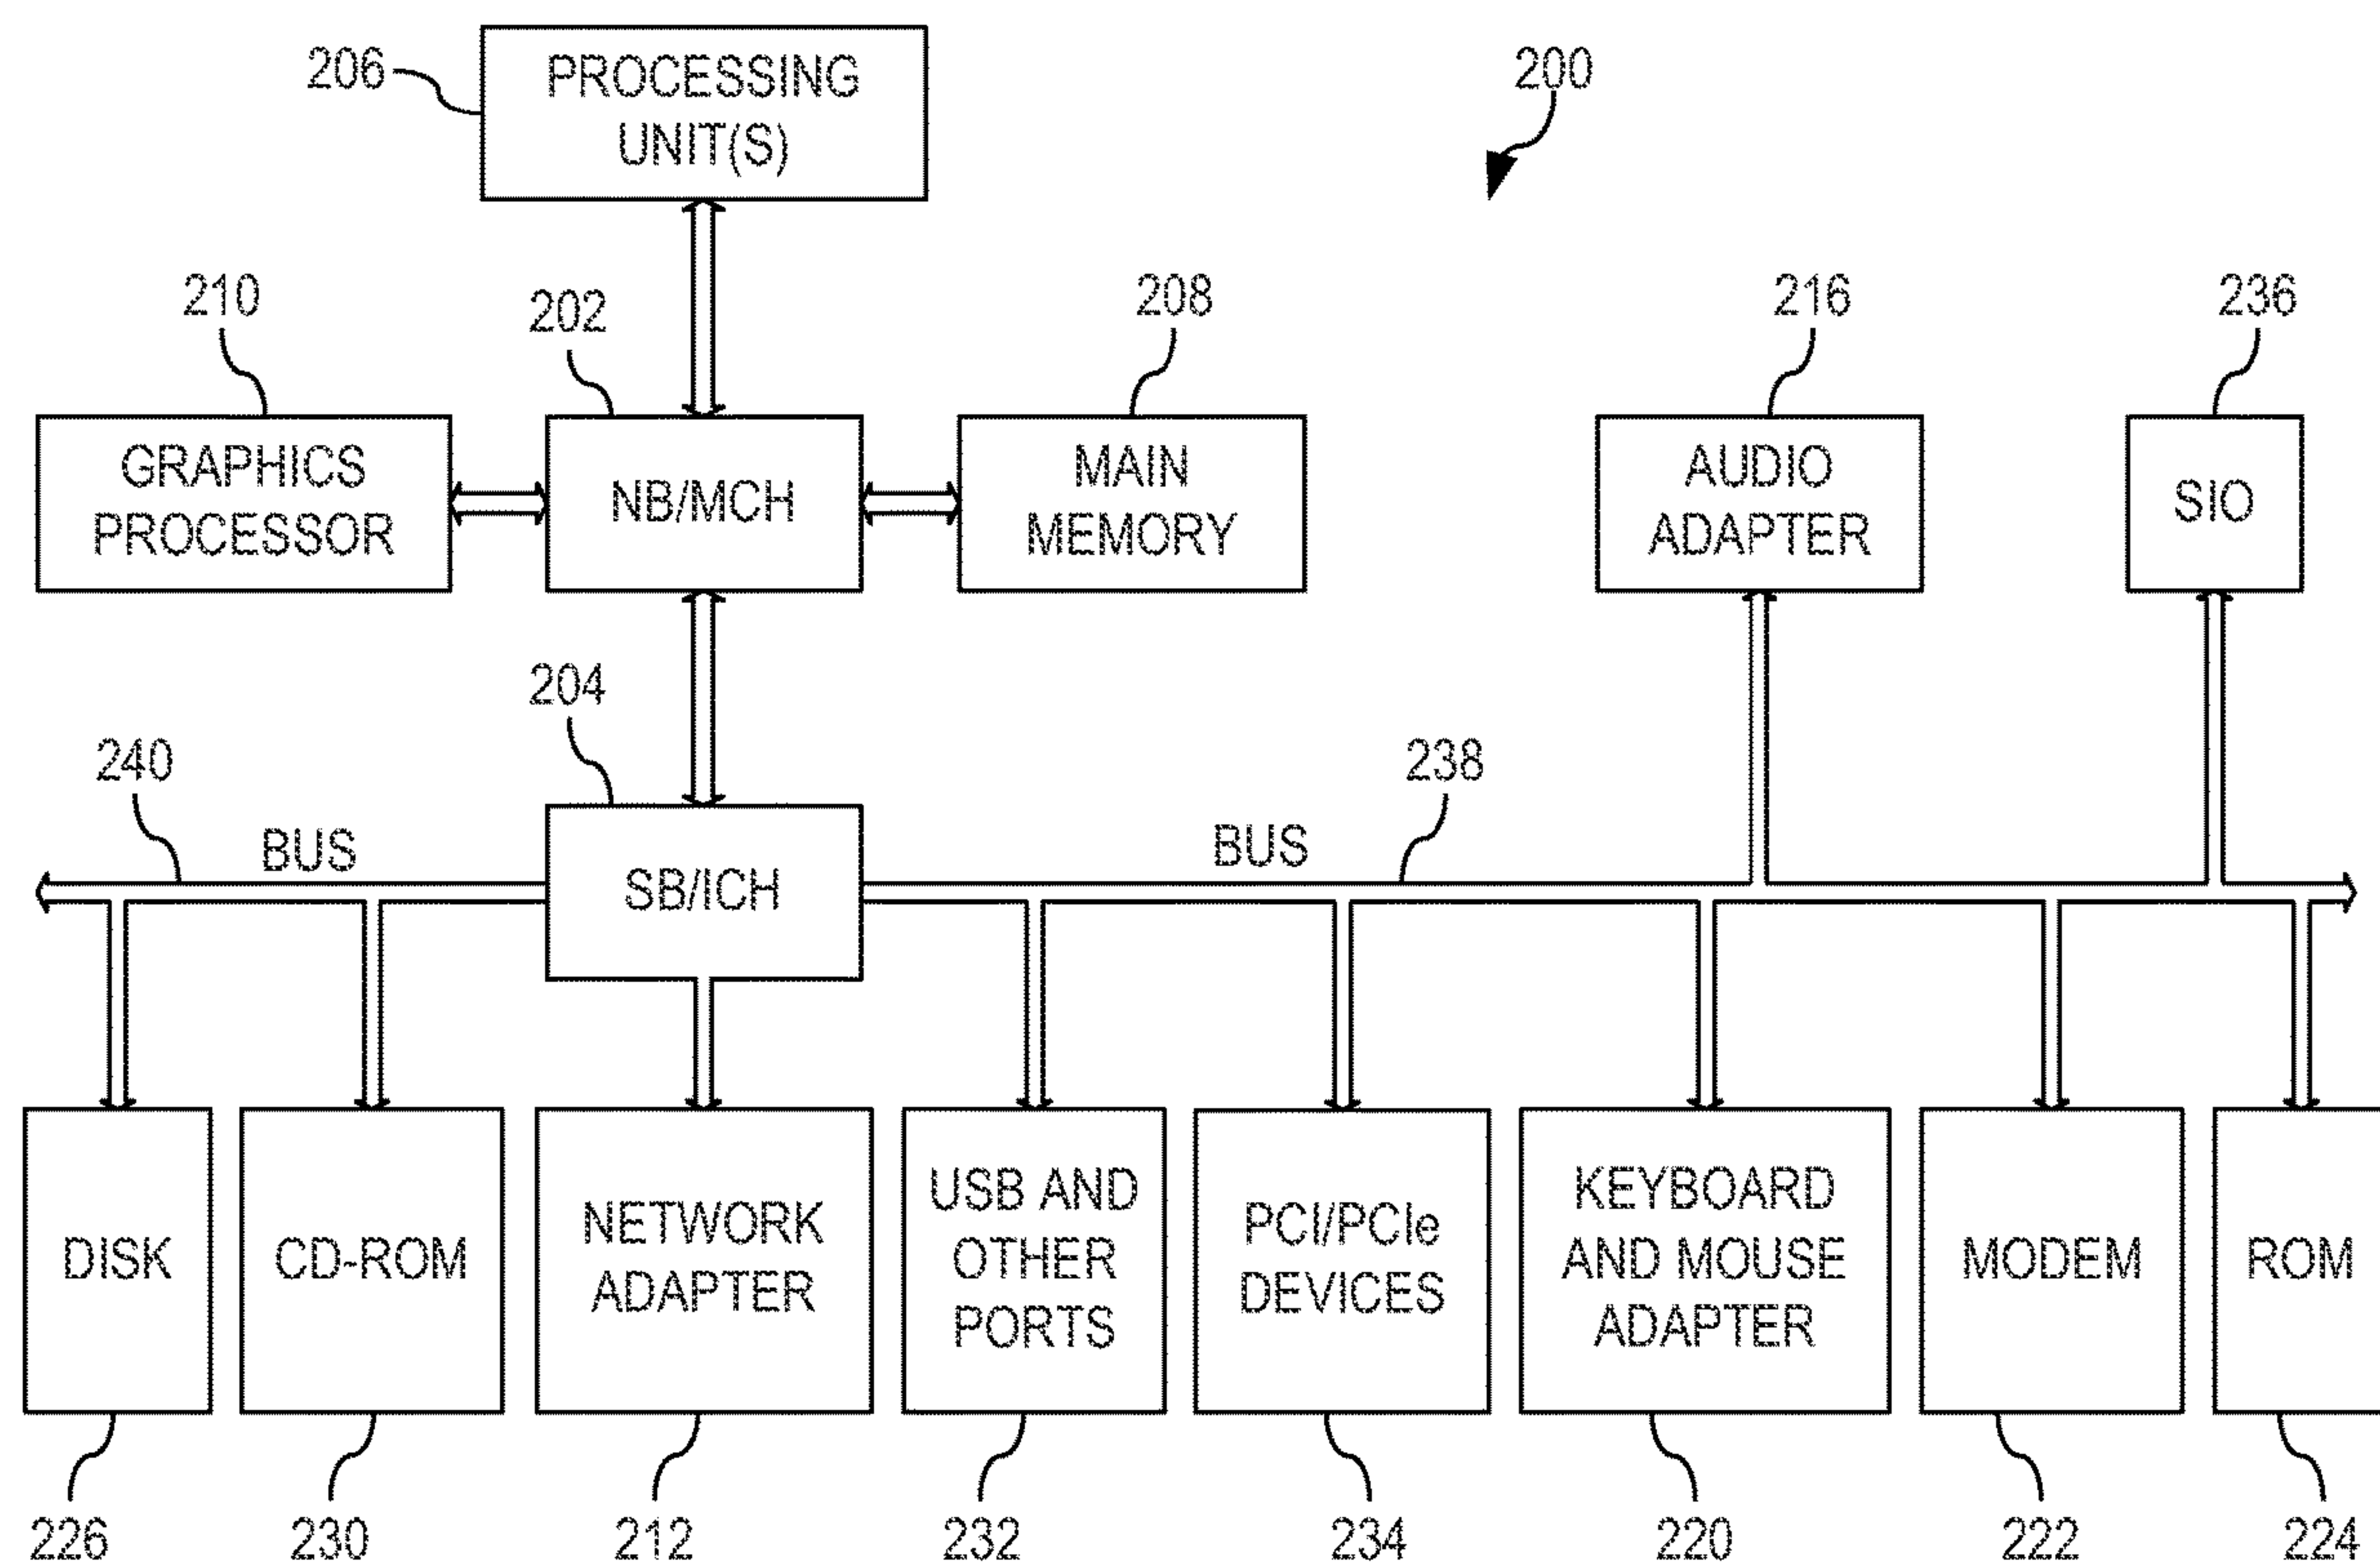 206
PROCESSING
UNIT(S)
200
210
202
208
216
236
GRAPHICS
PROCESSOR
NB/MCH
MAIN
MEMORY
AUDIO
ADAPTER
SIO
204
240
238
BUS
BUS
SB/ICH
DISK
CD-ROM
NETWORK
ADAPTER
USB AND
OTHER
PORTS
PCI/PCIe
DEVICES
KEYBOARD
AND MOUSE
ADAPTER
MODEM
ROM
226
230
212
232
234
220
222
224